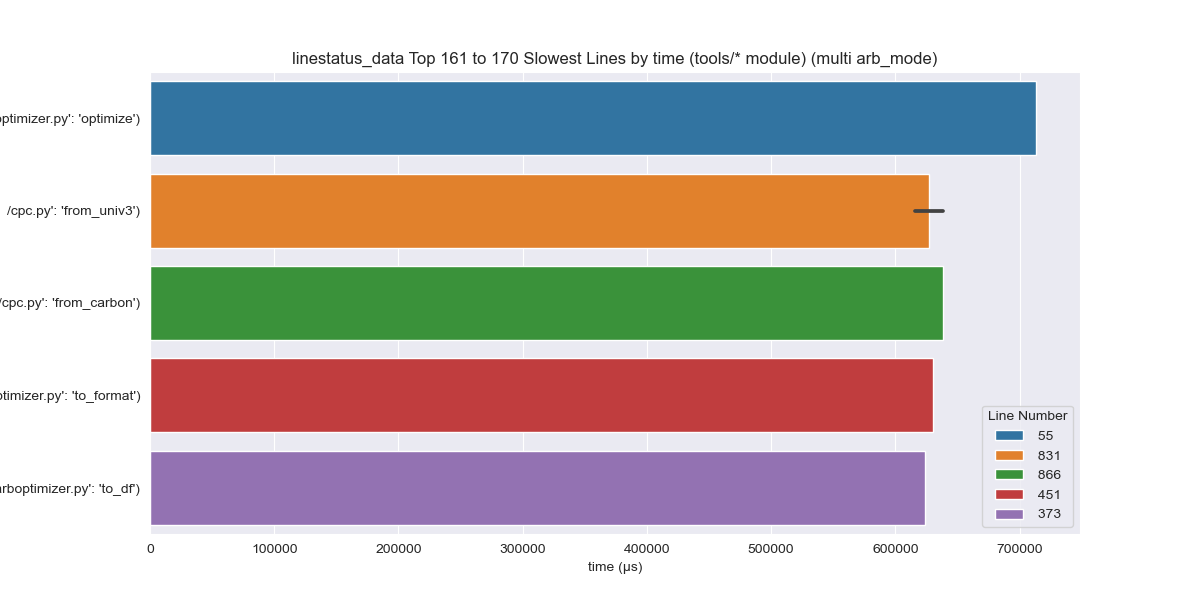 linestatus_data Top 161 to 170 Slowest Lines by time (tools/* module) (multi arb_mode)
optimizer.py': 'optimize')
/cpc.py': 'from_univ3')
/cpc.py': 'from_carbon')
otimizer.py': 'to_format')
arboptimizer.py': 'to_df')
Line Number
55
831
866
451
373
0 100000 200000 300000 400000 500000 600000 700000
time (µs)